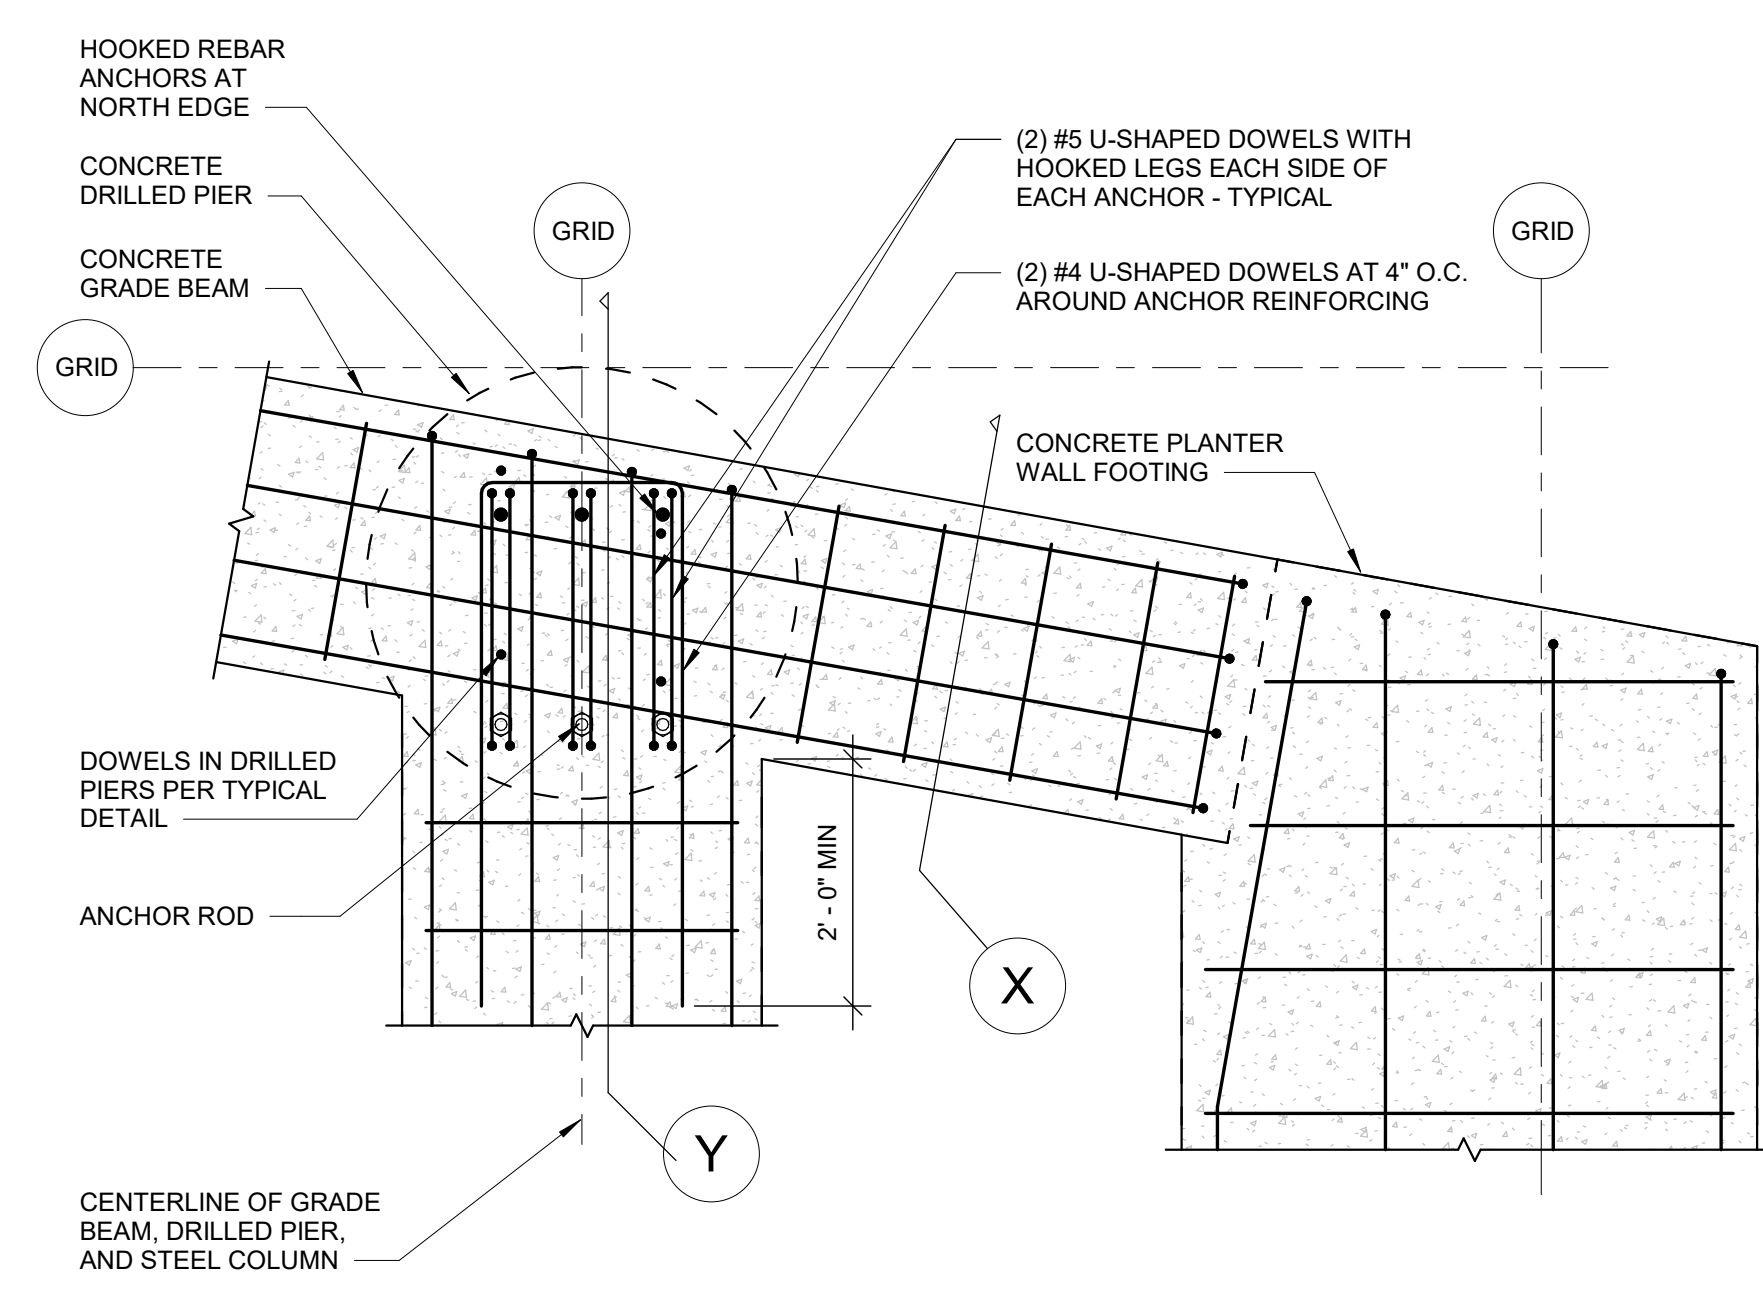 HOOKED REBAR
ANCHORS AT
NORTH EDGE
CONCRETE
DRILLED PIER
CONCRETE
GRADE BEAM
GRID
GRID
GRID
(2) #5 U-SHAPED DOWELS WITH
HOOKED LEGS EACH SIDE OF
EACH ANCHOR - TYPICAL
(2) #4 U-SHAPED DOWELS AT 4" O.C.
AROUND ANCHOR REINFORCING
CONCRETE PLANTER
WALL FOOTING
DOWELS IN DRILLED
PIERS PER TYPICAL
DETAIL
ANCHOR ROD
2' - 0" MIN
X
Y
CENTERLINE OF GRADE
BEAM, DRILLED PIER,
AND STEEL COLUMN